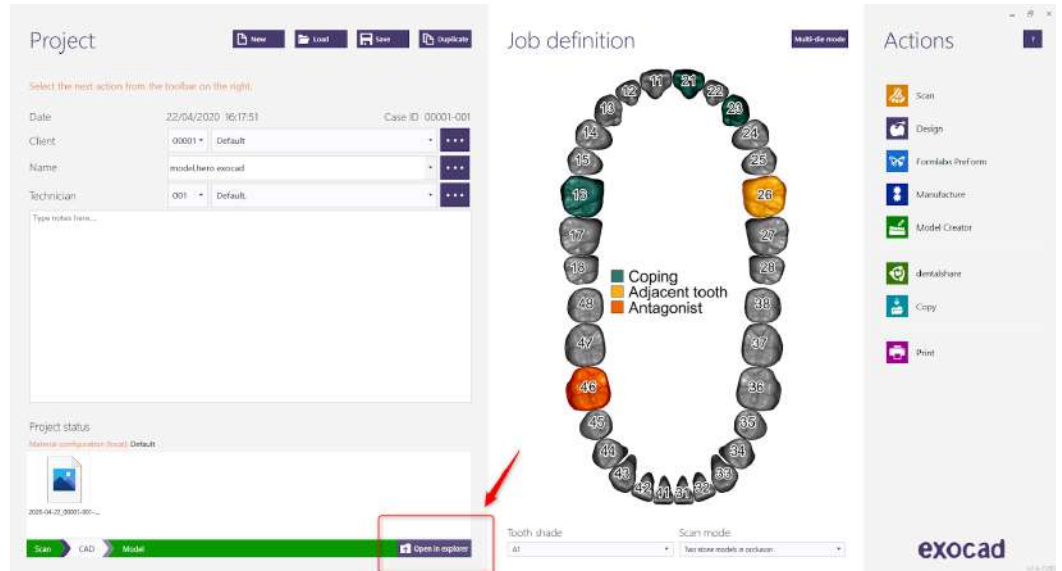 Project
New
Load
Save
Duplicate
Select the next action from the toolbar on the right.
Date 22/04/2020 16:17:51 Case ID 00001-001
Client 00001 Default
Name model,hero exocad
Technician 001 Default.
Type notes here...
Project status
Material configuration (local): Default
Scan CAD Model Open in explorer
Job definition
Multi-die mode
11 21
12 22
13 23
14 24
15 25
16 26
17 27
18 28
Coping
Adjacent tooth
Antagonist
48 38
47 37
46 36
45 35
44 34
43 33
42 41 31 32
Tooth shade Scan mode
A1 Two stone models in occlusion
Actions
?
Scan
Design
Formlabs Preform
Manufacture
Model Creator
dentalshare
Copy
Print
exocad